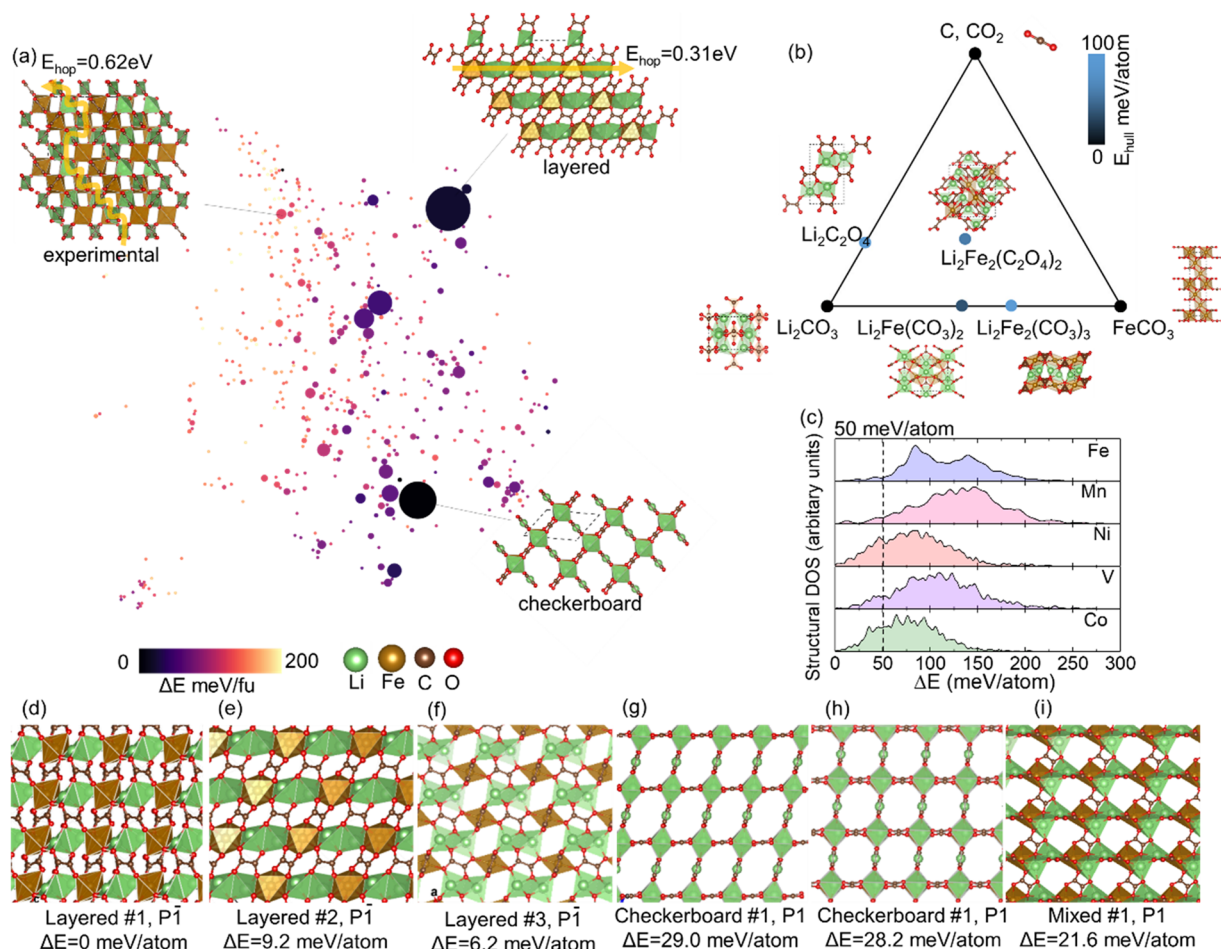 (a)
E_hop=0.62eV
experimental
E_hop=0.31eV
layered
checkerboard
0 200
ΔE meV/fu
Li Fe C O
(b)
C, CO₂
100
0
E_hull meV/atom
Li₂C₂O₄
Li₂Fe₂(C₂O₄)₂
Li₂CO₃ Li₂Fe(CO₃)₂ Li₂Fe₂(CO₃)₃ FeCO₃
(c)
50 meV/atom
Structural DOS (arbitary units)
Fe
Mn
Ni
V
Co
0 50 100 150 200 250 300
ΔE (meV/atom)
(d)
Layered #1, P1̄
ΔE=0 meV/atom
(e)
Layered #2, P1̄
ΔE=9.2 meV/atom
(f)
a
Layered #3, P1̄
ΔE=6.2 meV/atom
(g)
Checkerboard #1, P1
ΔE=29.0 meV/atom
(h)
Checkerboard #1, P1
ΔE=28.2 meV/atom
(i)
Mixed #1, P1
ΔE=21.6 meV/atom